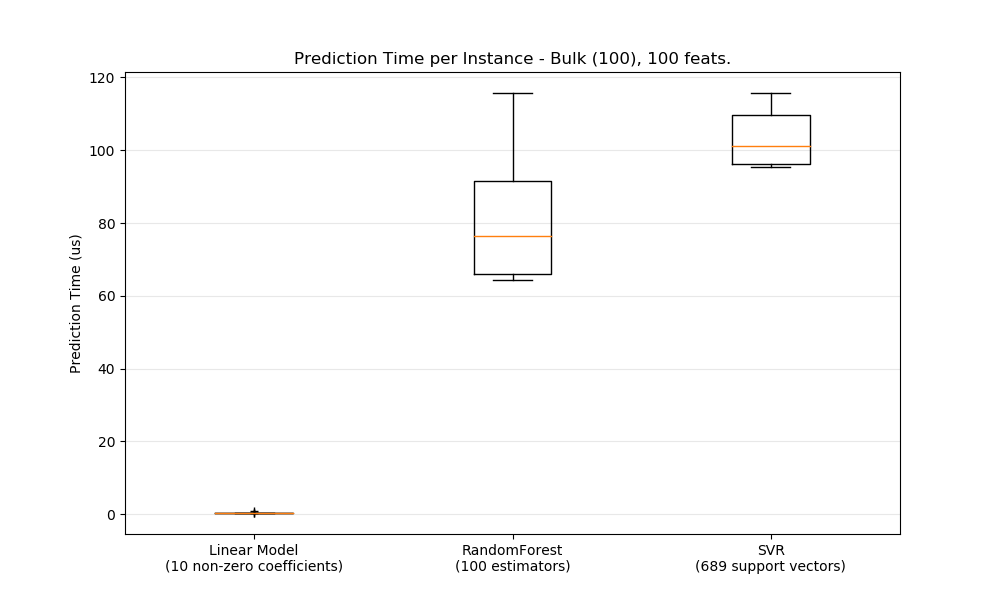 Prediction Time per Instance - Bulk (100), 100 feats.
120
100
80
60
40
20
0
Prediction Time (us)
Linear Model
(10 non-zero coefficients)
RandomForest
(100 estimators)
SVR
(689 support vectors)